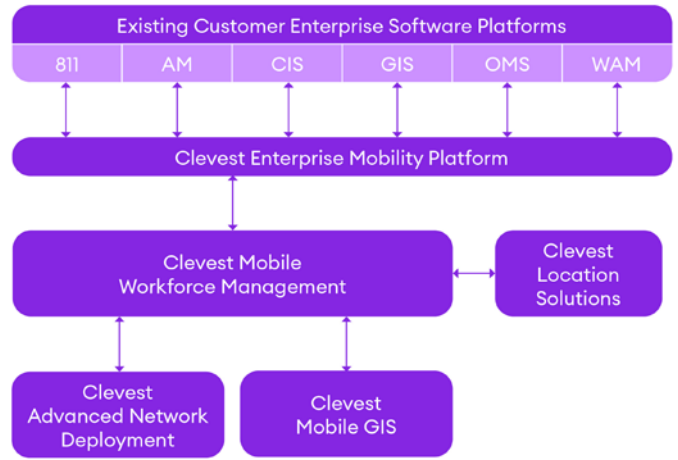 Existing Customer Enterprise Software Platforms
811 AM CIS GIS OMS WAM
Clevest Enterprise Mobility Platform
Clevest Mobile
Workforce Management
Clevest
Location
Solutions
Clevest
Advanced Network
Deployment
Clevest
Mobile GIS